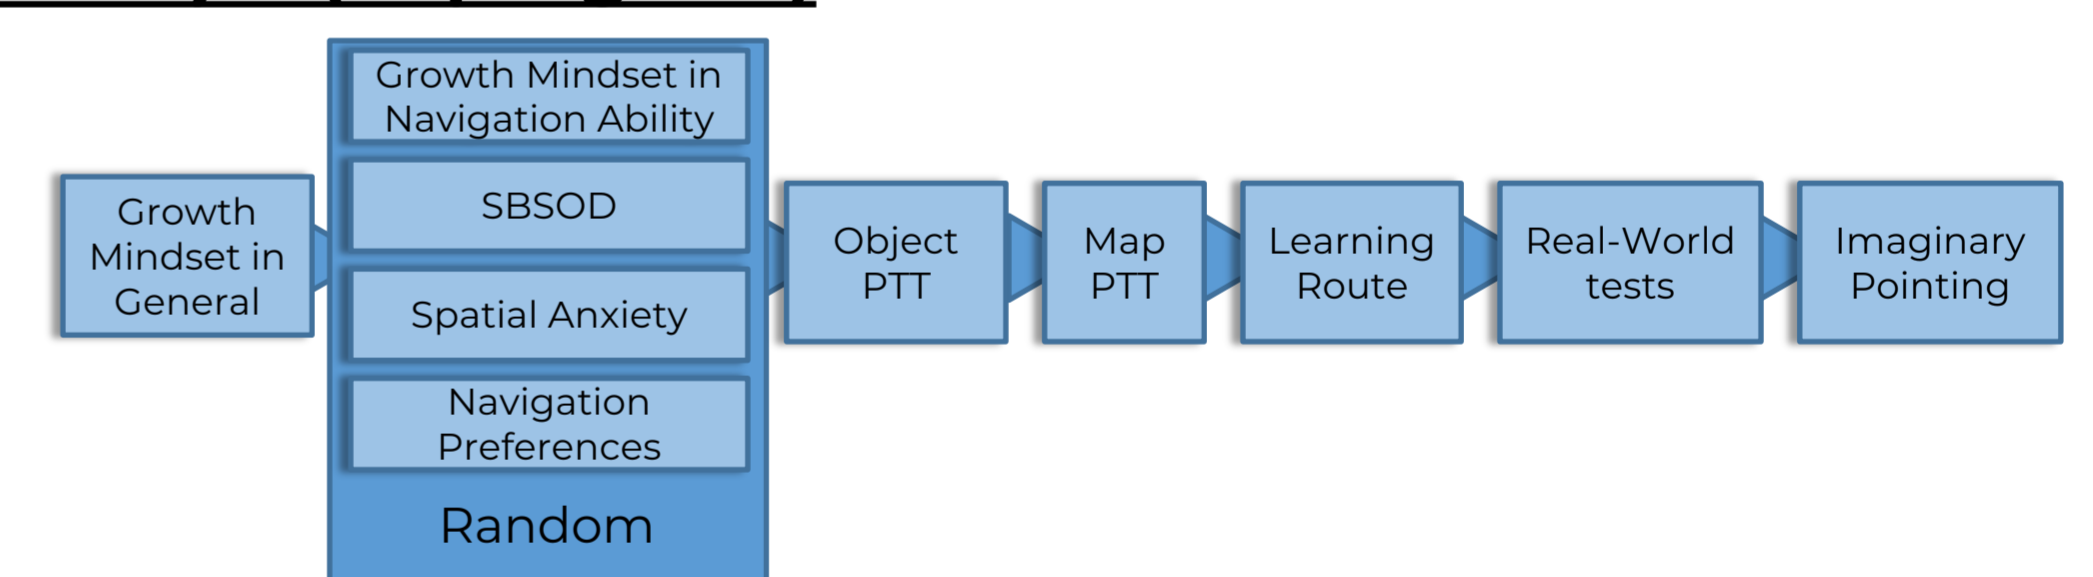 Growth
Mindset in
General
Growth Mindset in
Navigation Ability
SBSOD
Spatial Anxiety
Navigation
Preferences
Random
Object
PTT
Map
PTT
Learning
Route
Real-World
tests
Imaginary
Pointing